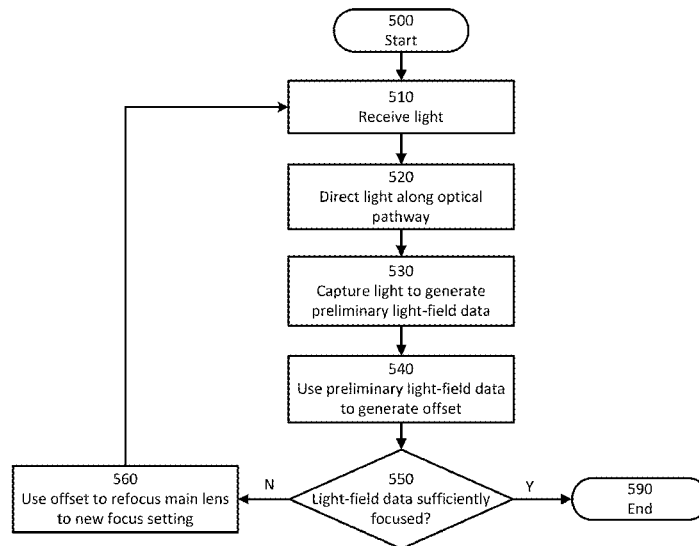 500
Start
510
Receive light
520
Direct light along optical
pathway
530
Capture light to generate
preliminary light-field data
540
Use preliminary light-field data
to generate offset
550
Light-field data sufficiently
focused?
N
Y
560
Use offset to refocus main lens
to new focus setting
590
End